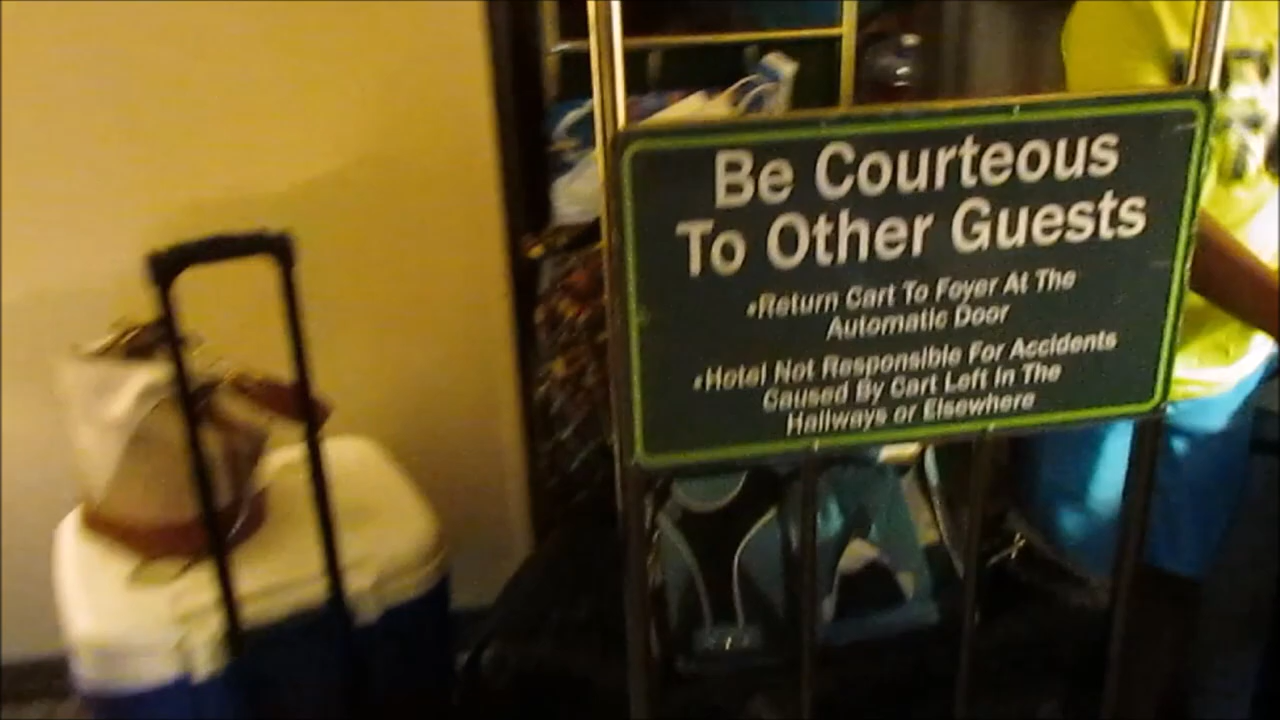 Be Courteous
To Other Guests
•Return Cart To Foyer At The
Automatic Door
•Hotel Not Responsible For Accidents
Caused By Cart Left In The
Hallways or Elsewhere